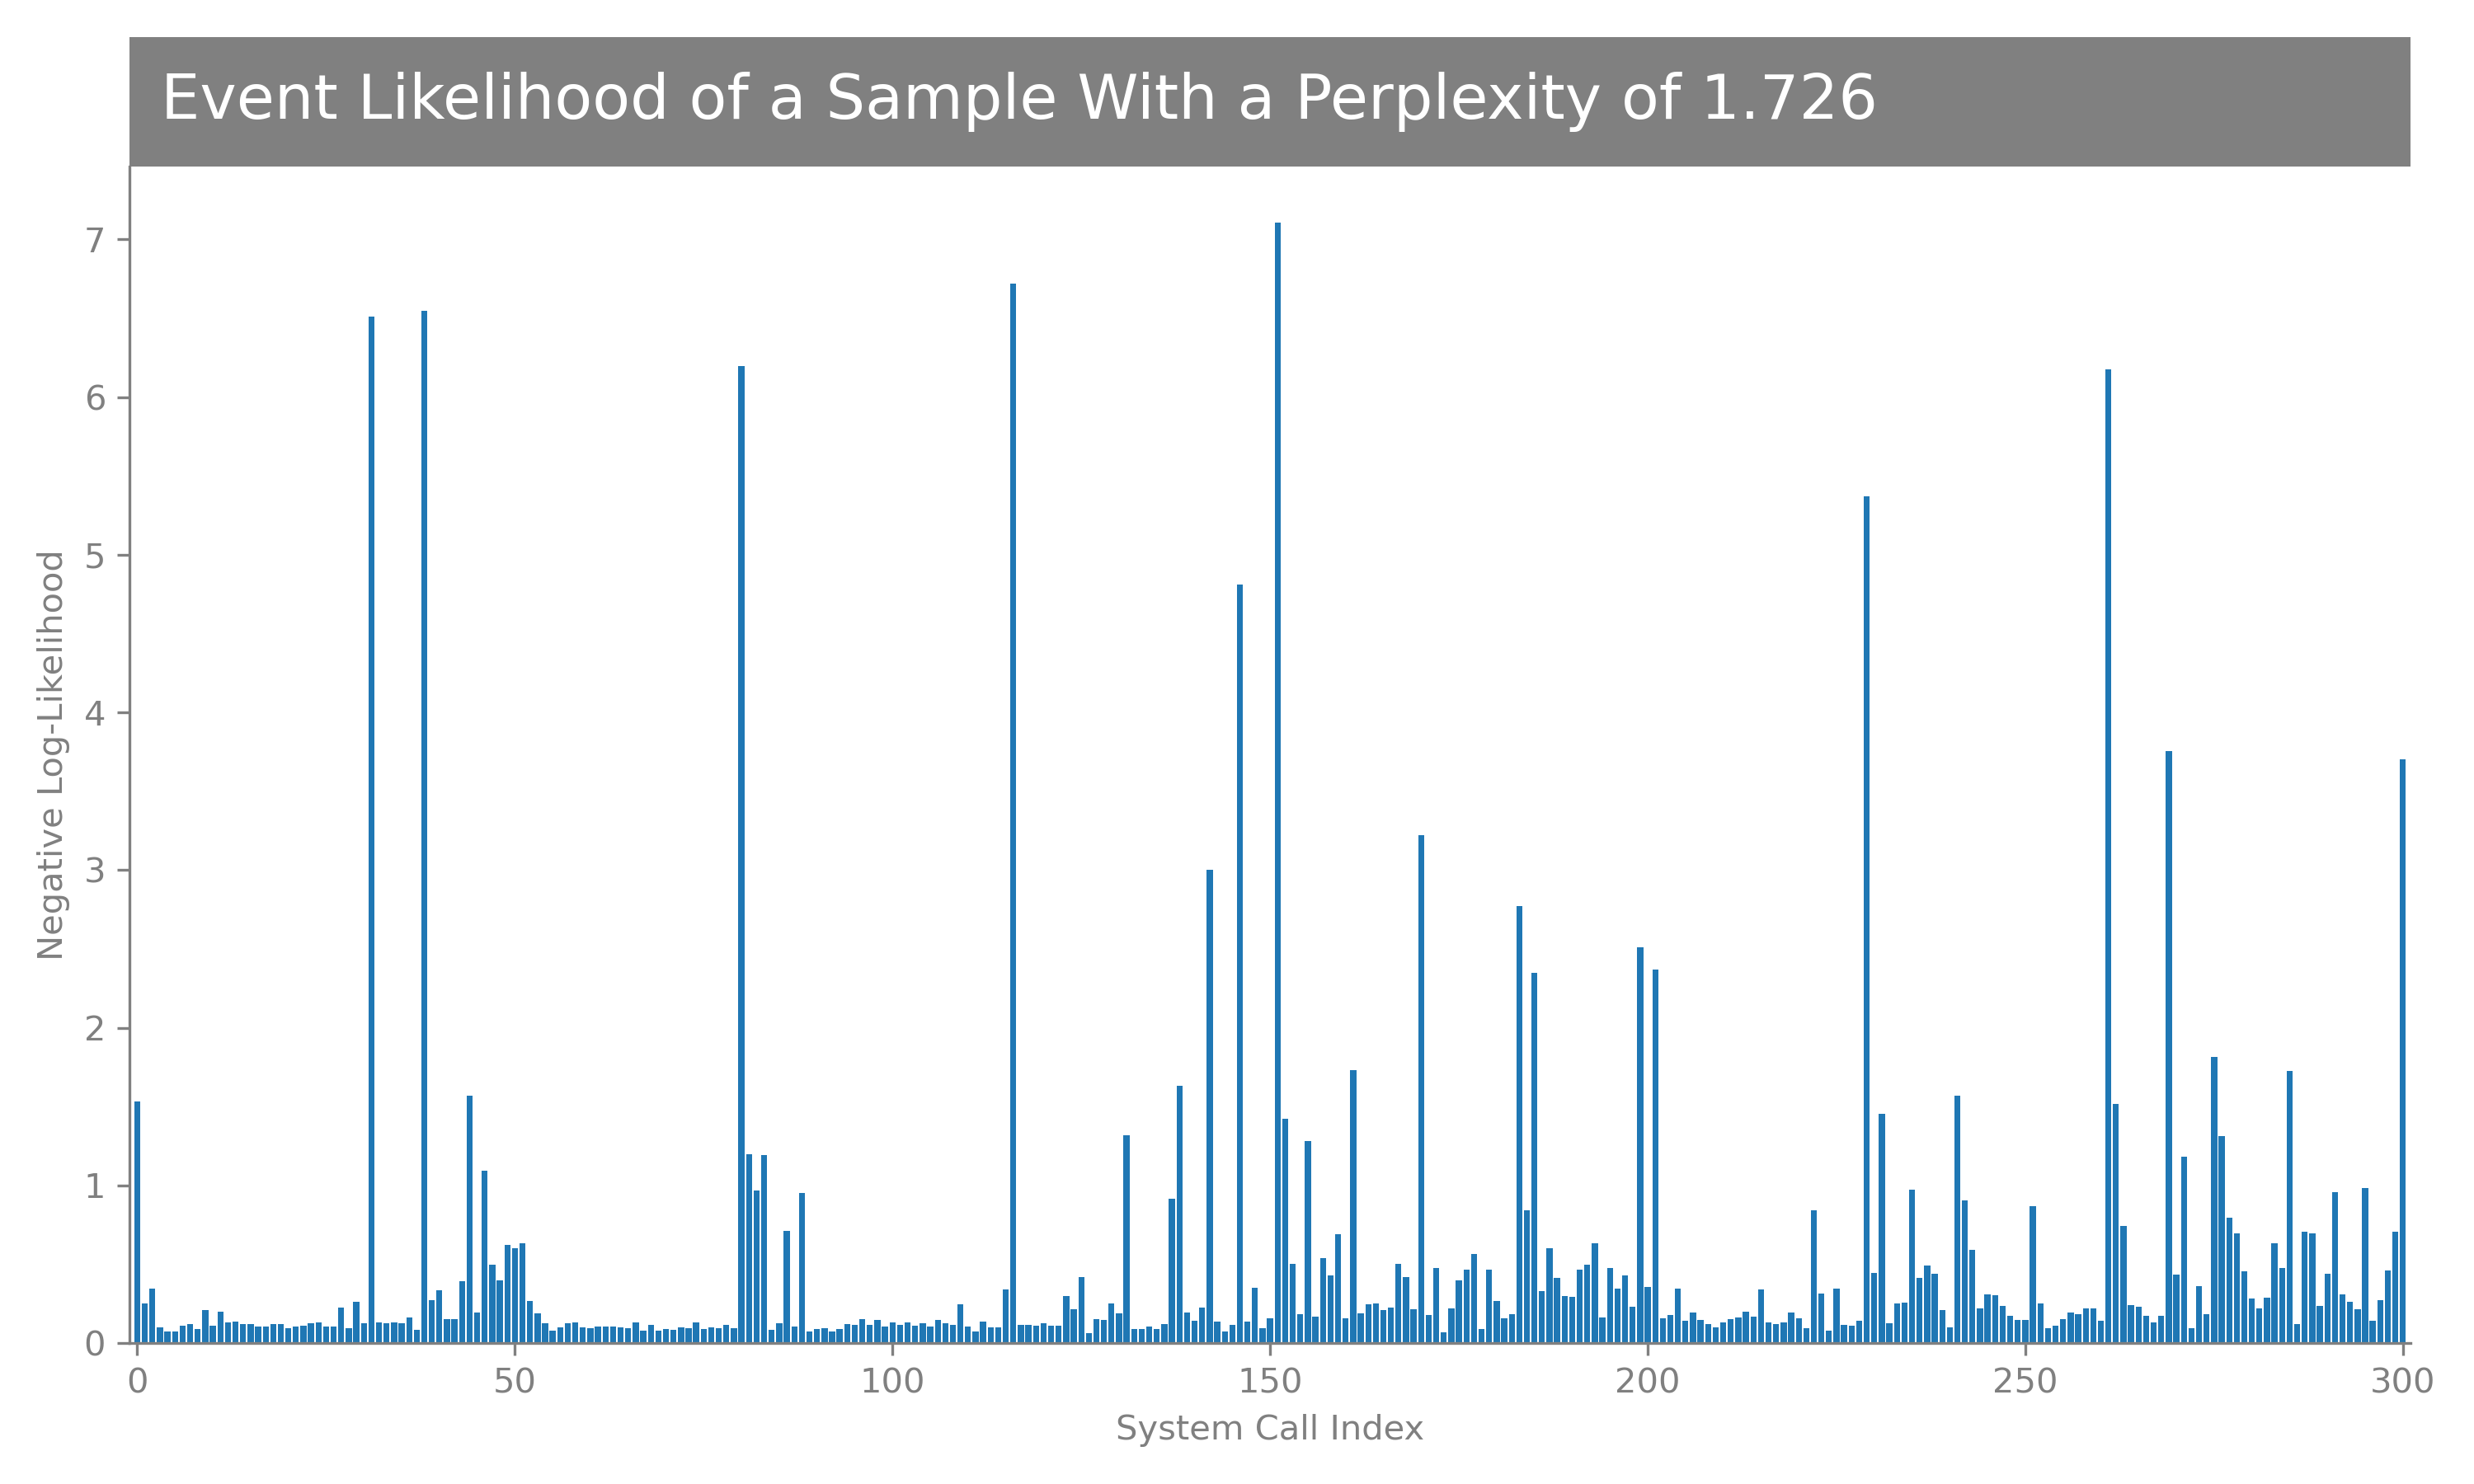 Event Likelihood of a Sample With a Perplexity of 1.726
7
6
5
4
3
2
1
0
Negative Log-Likelihood
0 50 100 150 200 250 300
System Call Index